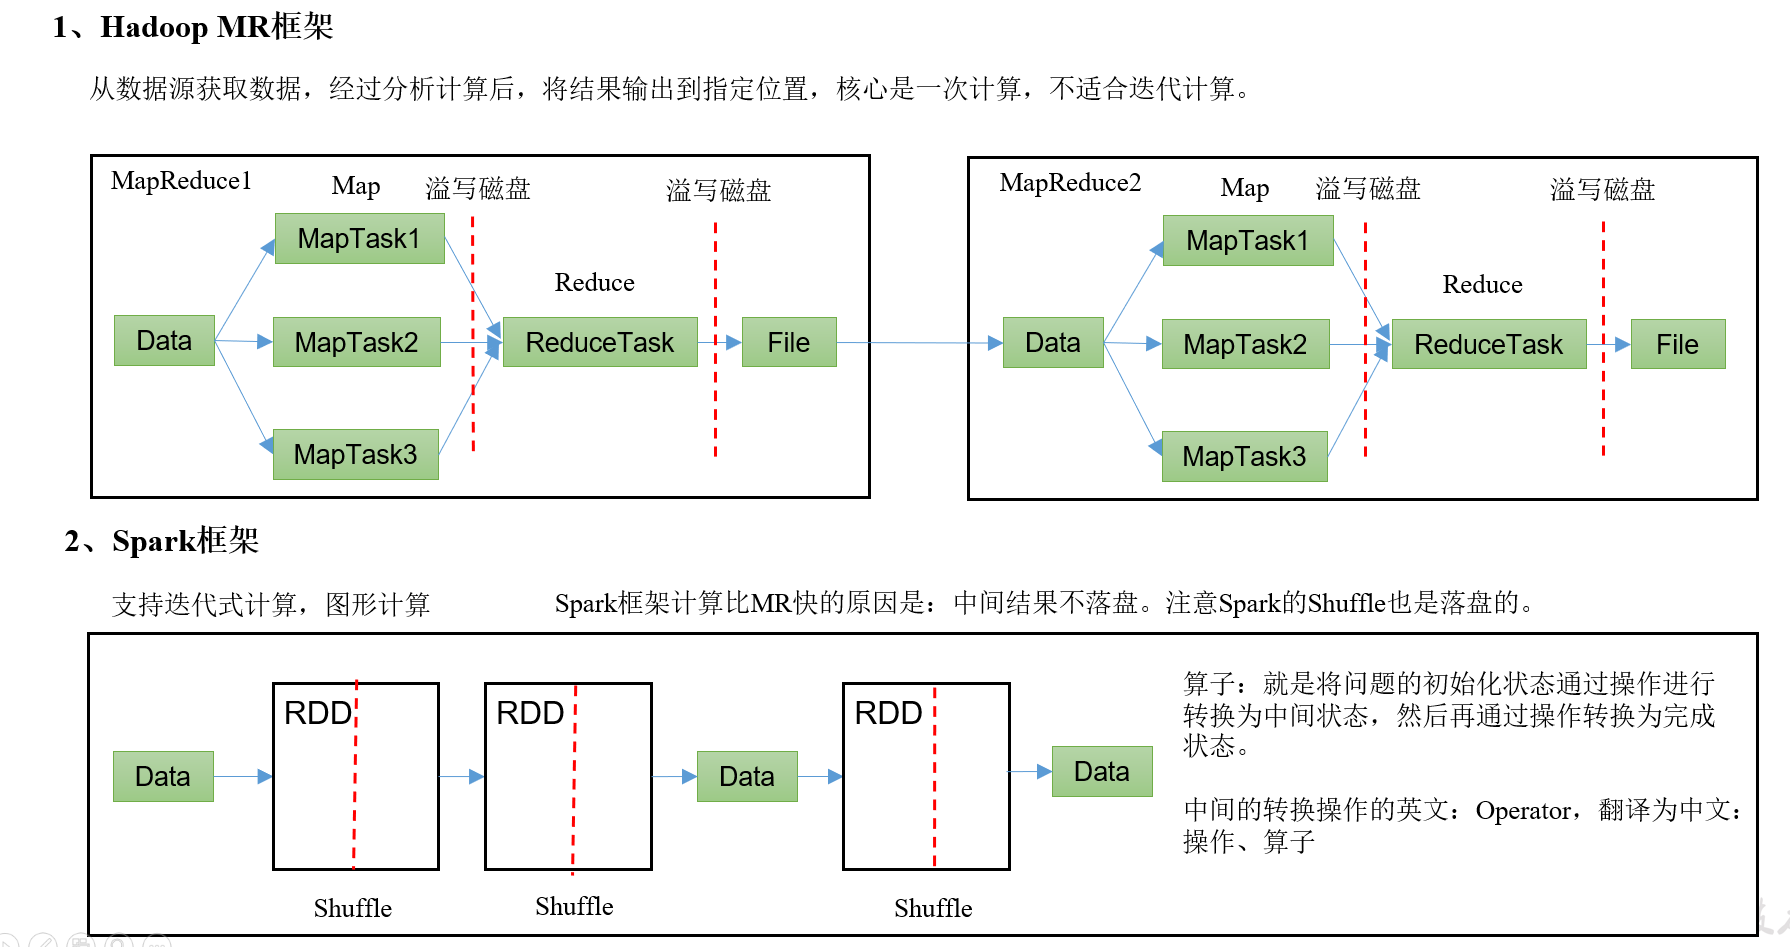 1、Hadoop MR框架
从数据源获取数据，经过分析计算后，将结果输出到指定位置，核心是一次计算，不适合迭代计算。
MapReduce1
Map
溢写磁盘
溢写磁盘
MapTask1
Reduce
Data
MapTask2
ReduceTask
File
MapTask3
MapReduce2
Map
溢写磁盘
溢写磁盘
MapTask1
Reduce
Data
MapTask2
ReduceTask
File
MapTask3
2、Spark框架
支持迭代式计算，图形计算
Spark框架计算比MR快的原因是：中间结果不落盘。注意Spark的Shuffle也是落盘的。
RDD
RDD
RDD
Data
Data
Data
Shuffle
Shuffle
Shuffle
算子：就是将问题的初始化状态通过操作进行
转换为中间状态，然后再通过操作转换为完成
状态。
中间的转换操作的英文：Operator，翻译为中文：
操作、算子